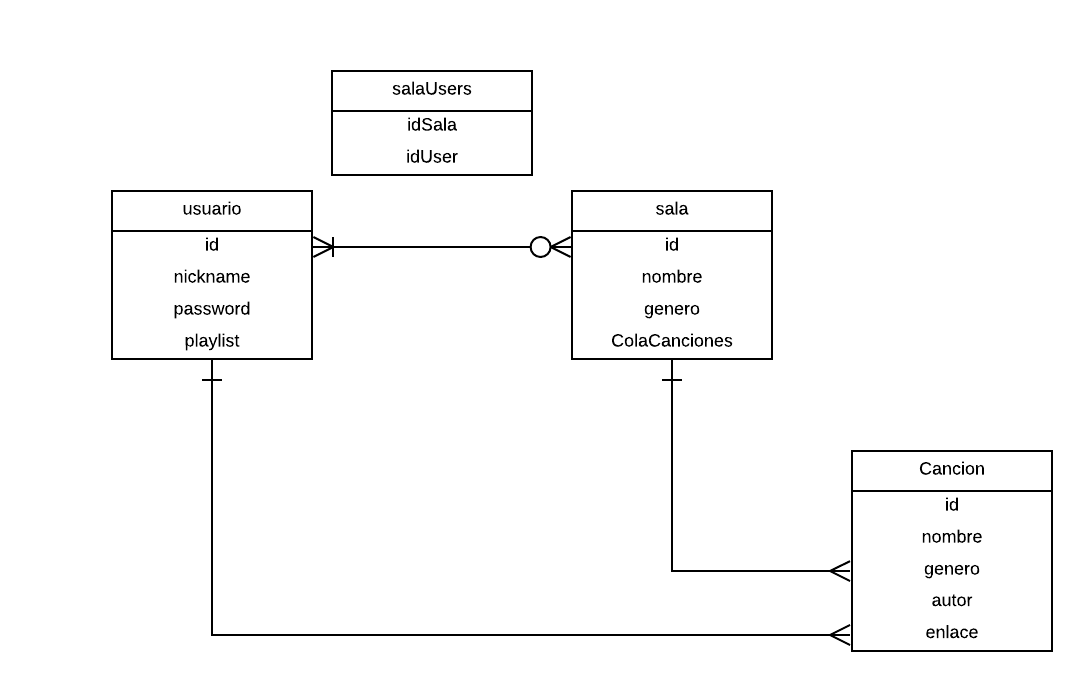 salaUsers
idSala
idUser
usuario
id
nickname
password
playlist
sala
id
nombre
genero
ColaCanciones
Cancion
id
nombre
genero
autor
enlace